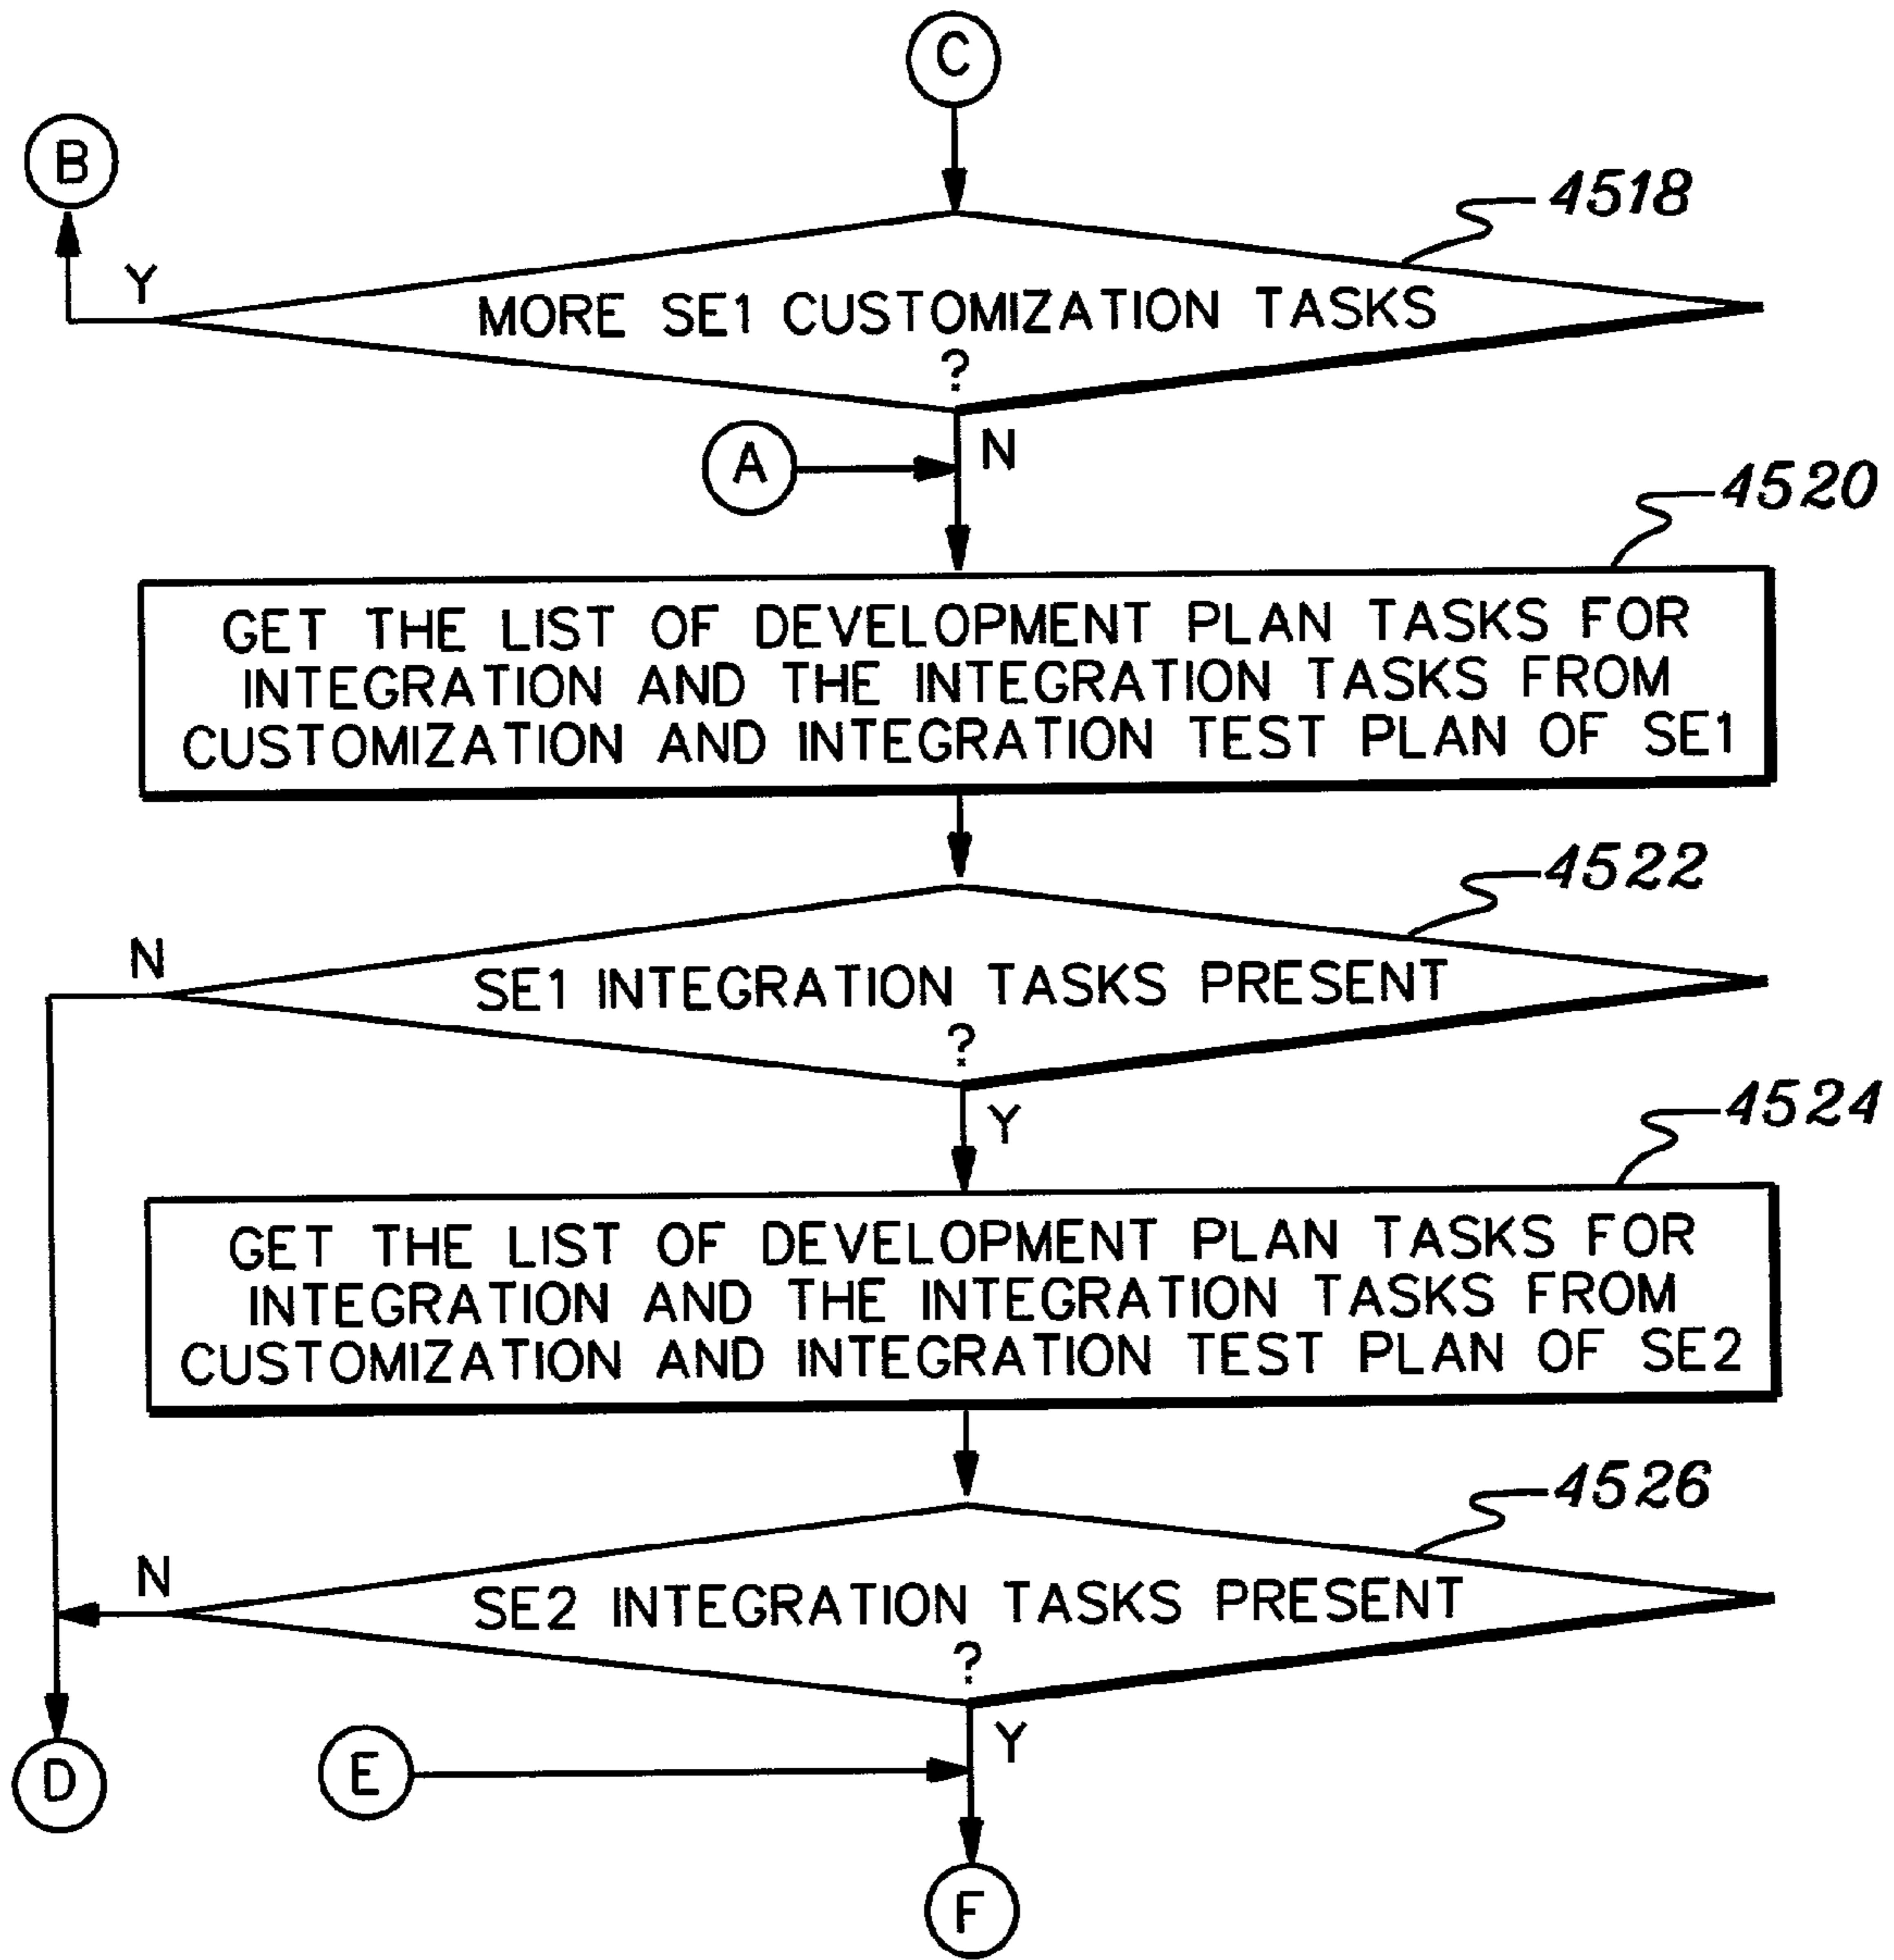 C
B
4518
Y
MORE SE1 CUSTOMIZATION TASKS
?
A
N
4520
GET THE LIST OF DEVELOPMENT PLAN TASKS FOR
INTEGRATION AND THE INTEGRATION TASKS FROM
CUSTOMIZATION AND INTEGRATION TEST PLAN OF SE1
4522
N
SE1 INTEGRATION TASKS PRESENT
?
Y
4524
GET THE LIST OF DEVELOPMENT PLAN TASKS FOR
INTEGRATION AND THE INTEGRATION TASKS FROM
CUSTOMIZATION AND INTEGRATION TEST PLAN OF SE2
4526
N
SE2 INTEGRATION TASKS PRESENT
?
Y
D
E
F